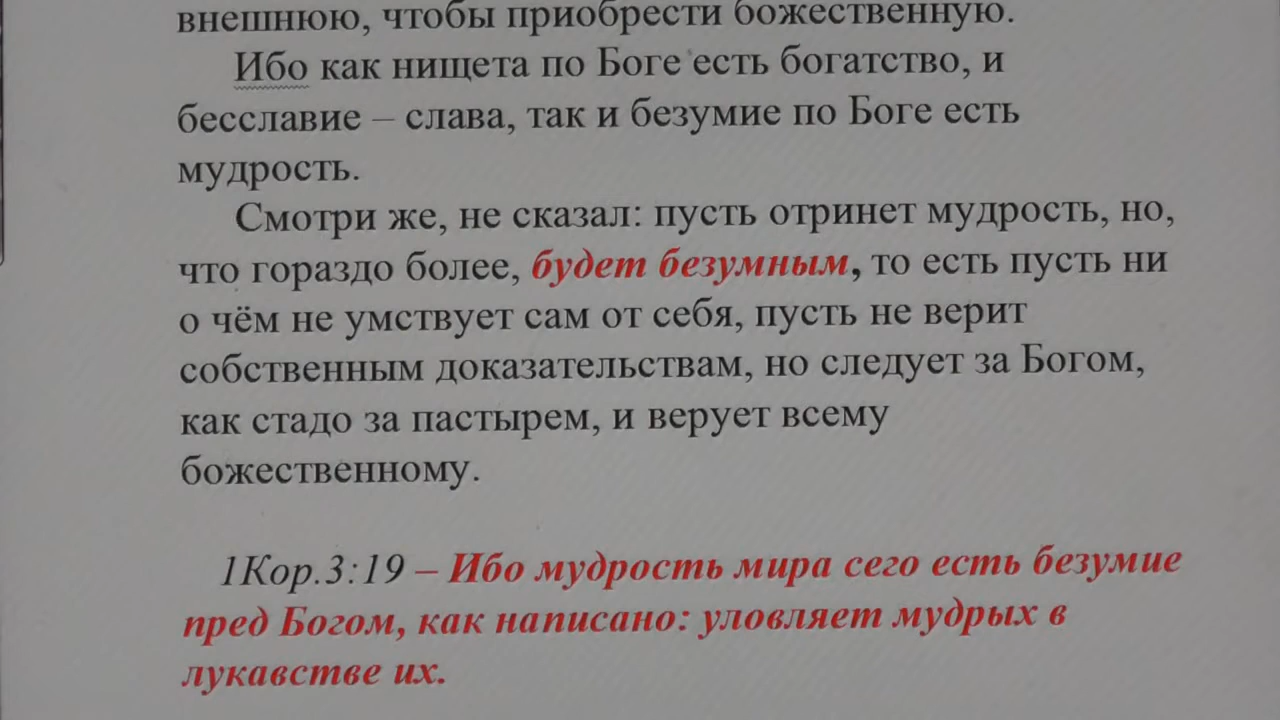 внешнюю, чтобы приобрести божественную.
Ибо как нищета по Боге есть богатство, и
бесславие – слава, так и безумие по Боге есть
мудрость.
Смотри же, не сказал: пусть отринет мудрость, но,
что гораздо более, будет безумным, то есть пусть ни
о чём не умствует сам от себя, пусть не верит
собственным доказательствам, но следует за Богом,
как стадо за пастырем, и верует всему
божественному.
1Кор.3:19 – Ибо мудрость мира сего есть безумие
пред Богом, как написано: уловляет мудрых в
лукавстве их.